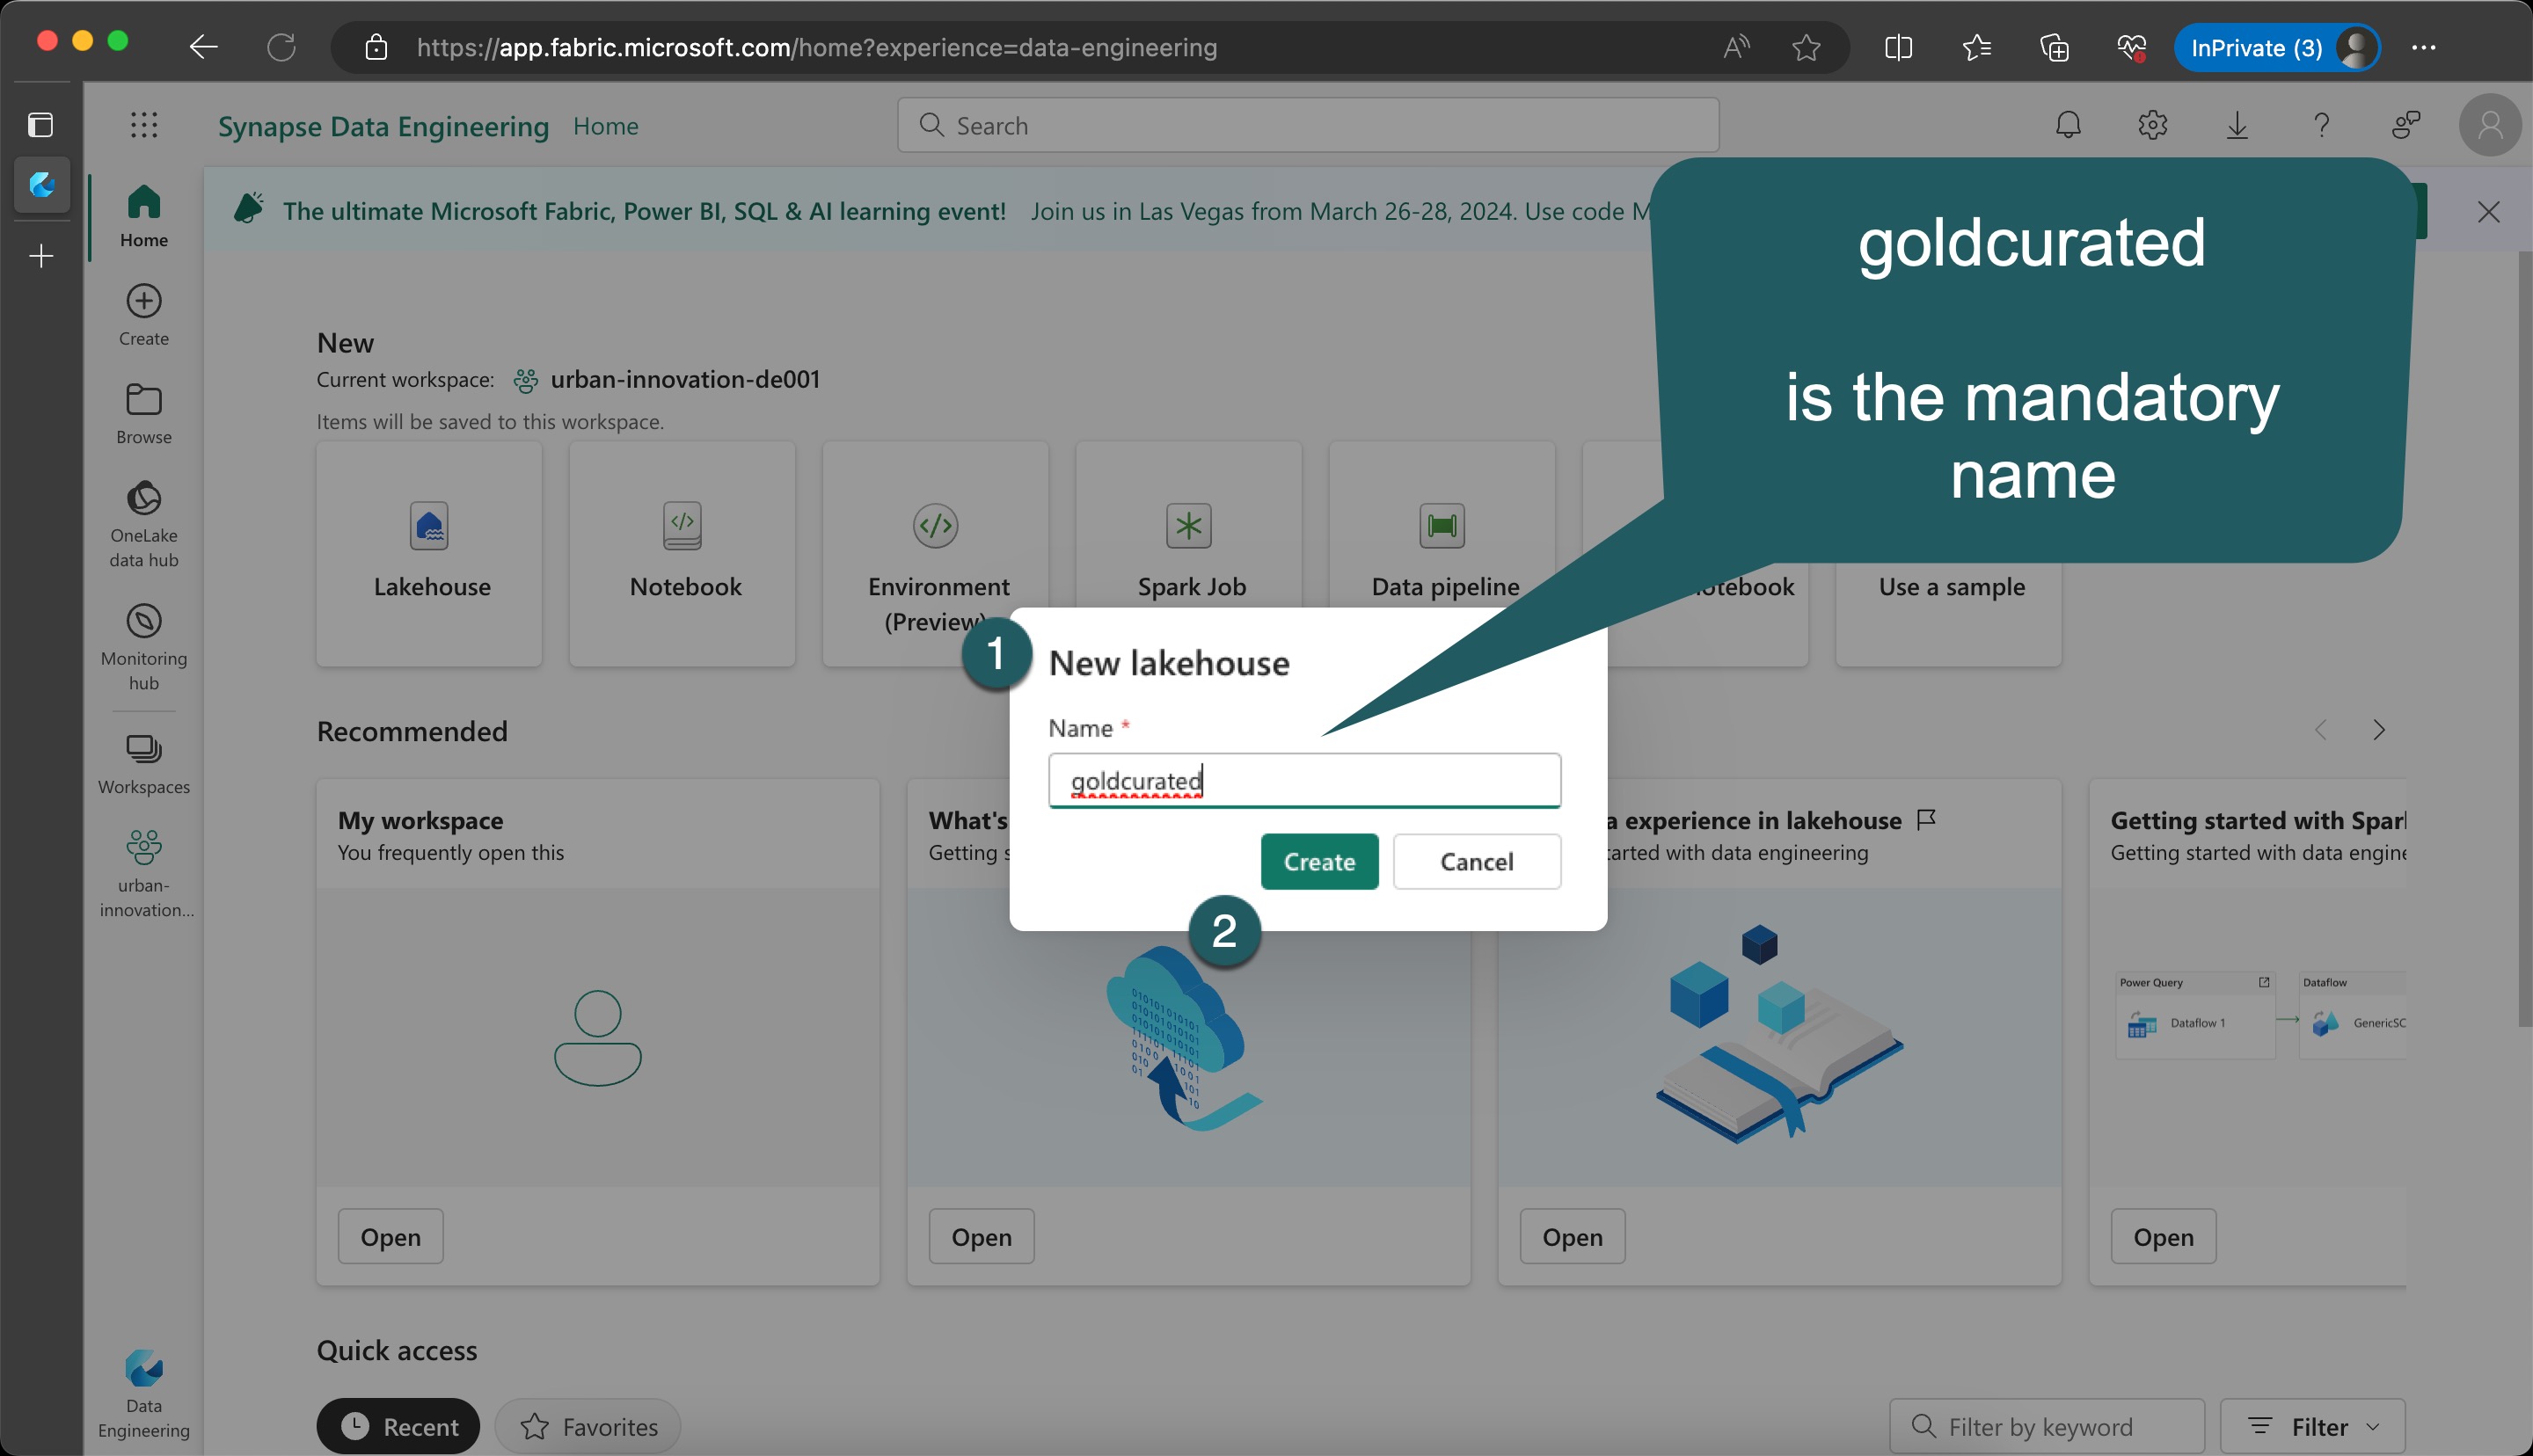 https://app.fabric.microsoft.com/home?experience=data-engineering
InPrivate (3)
Synapse Data Engineering Home
Search
The ultimate Microsoft Fabric, Power BI, SQL & AI learning event! Join us in Las Vegas from March 26-28, 2024. Use code M
goldcurated
is the mandatory
name
Home
Create
Browse
OneLake
data hub
Monitoring
hub
Workspaces
urban-
innovation...
Data
Engineering
New
Current workspace: urban-innovation-de001
Items will be saved to this workspace.
Lakehouse
Notebook
Environment
(Preview)
Spark Job
Data pipeline
otebook
Use a sample
1
New lakehouse
Name *
goldcurated
Create
Cancel
2
Recommended
My workspace
You frequently open this
Open
What's
Getting s
Open
a experience in lakehouse
tarted with data engineering
Open
Getting started with Spar
Getting started with data engine
Power Query
Dataflow 1
Dataflow
GenericSC
Open
Quick access
Recent
Favorites
Filter by keyword
Filter